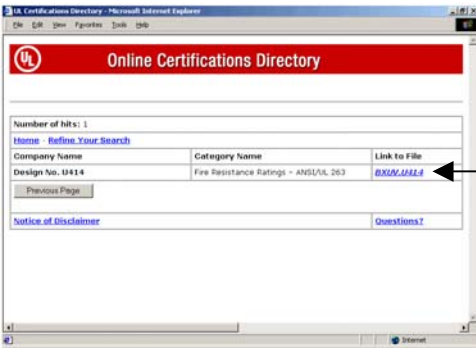 UL Certifications Directory - Microsoft Internet Explorer
File Edit View Favorites Tools Help
UL Online Certifications Directory
Number of hits: 1
Home - Refine Your Search
Company Name Category Name Link to File
Design No. U414 Fire Resistance Ratings - ANSI/UL 263 BXUV.U414
Previous Page
Notice of Disclaimer Questions?
Internet